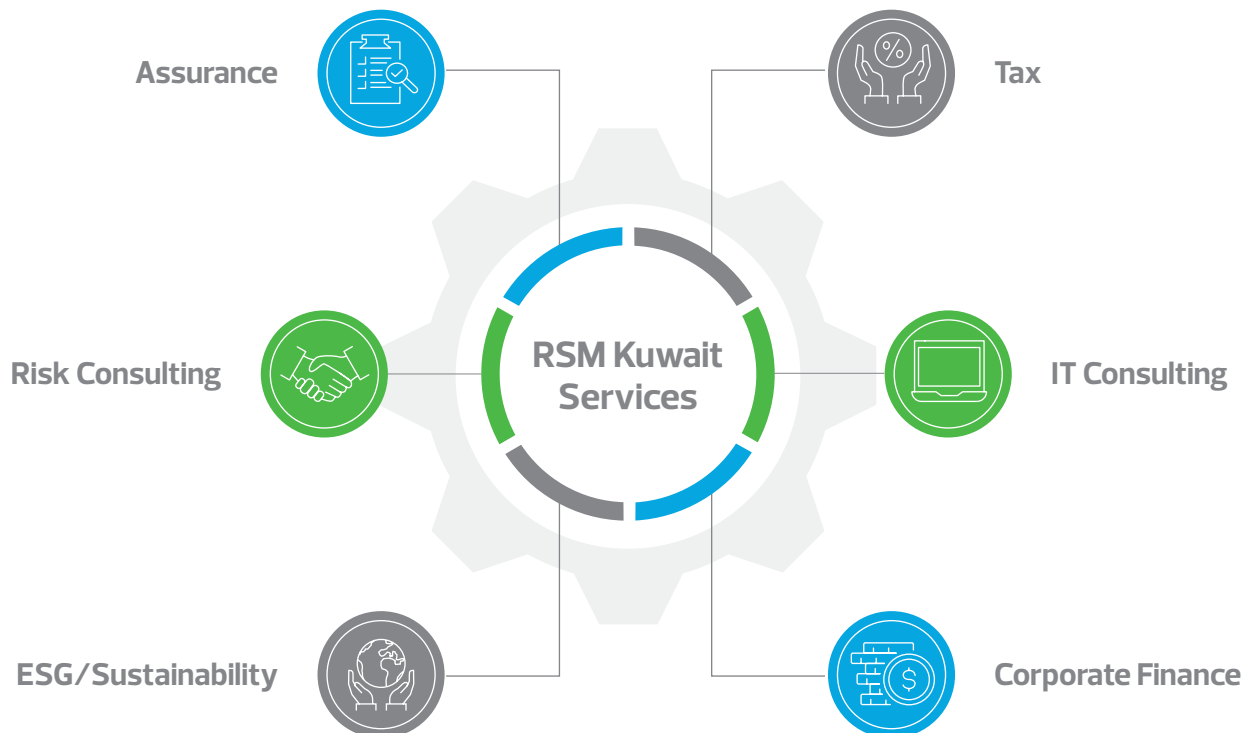 Assurance
Tax
RSM Kuwait
Services
Risk Consulting
IT Consulting
ESG/Sustainability
Corporate Finance
%
$